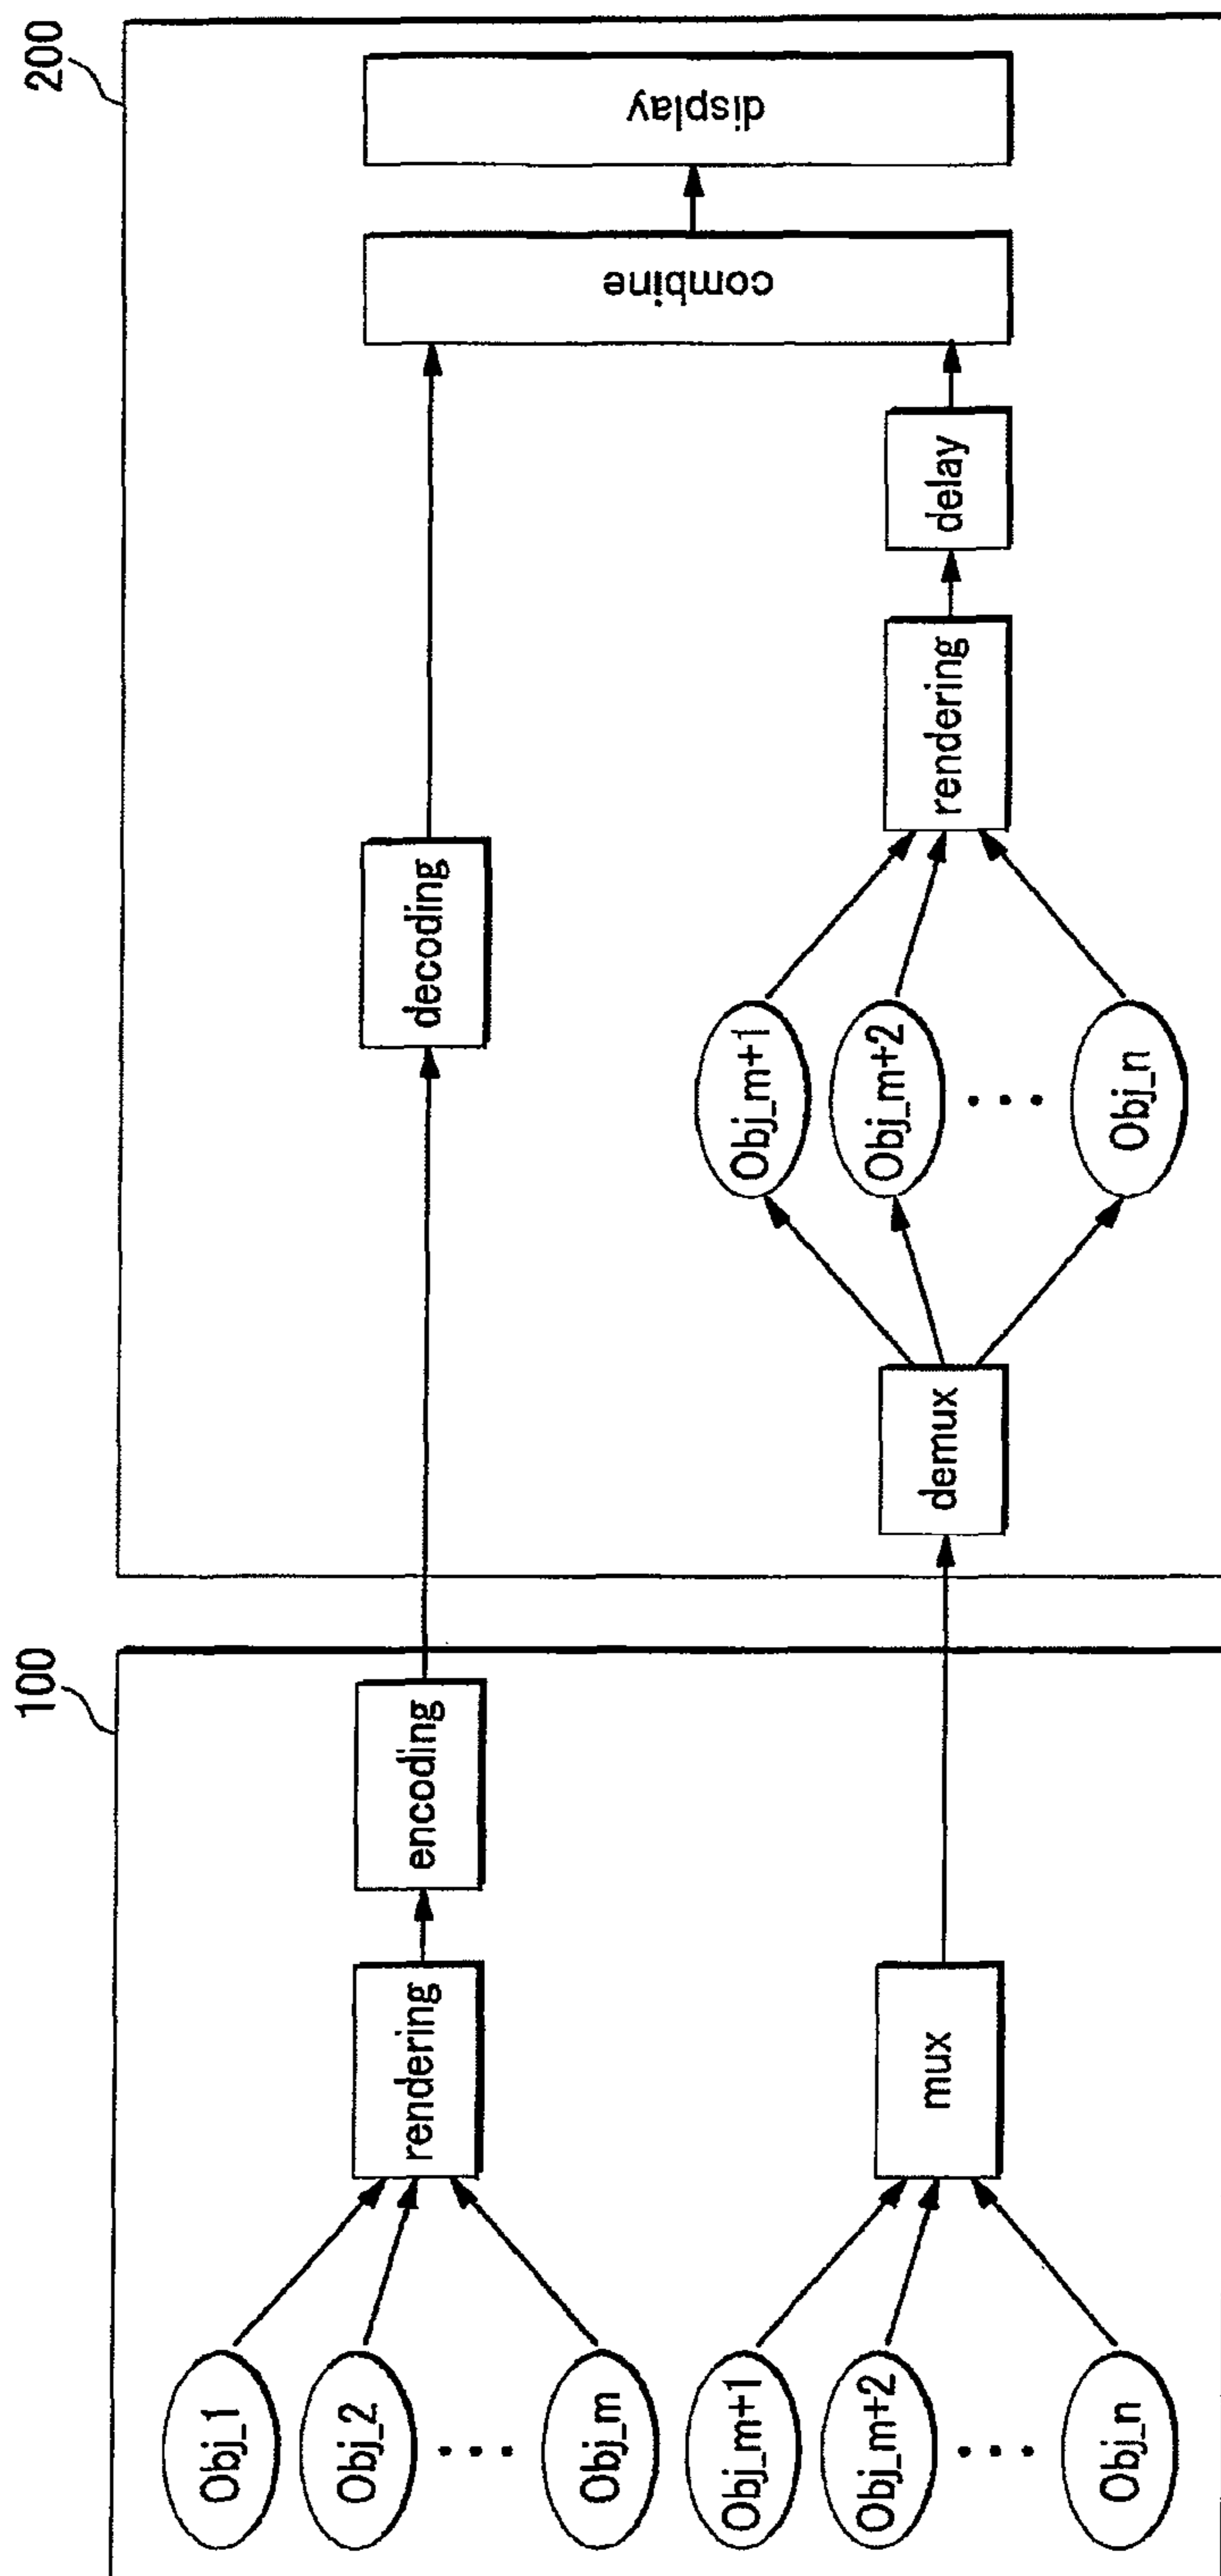 100
Obj_1
Obj_2
Obj_m
rendering
encoding
Obj_m+1
Obj_m+2
Obj_n
mux
200
decoding
demux
Obj_m+1
Obj_m+2
Obj_n
rendering
delay
combine
display